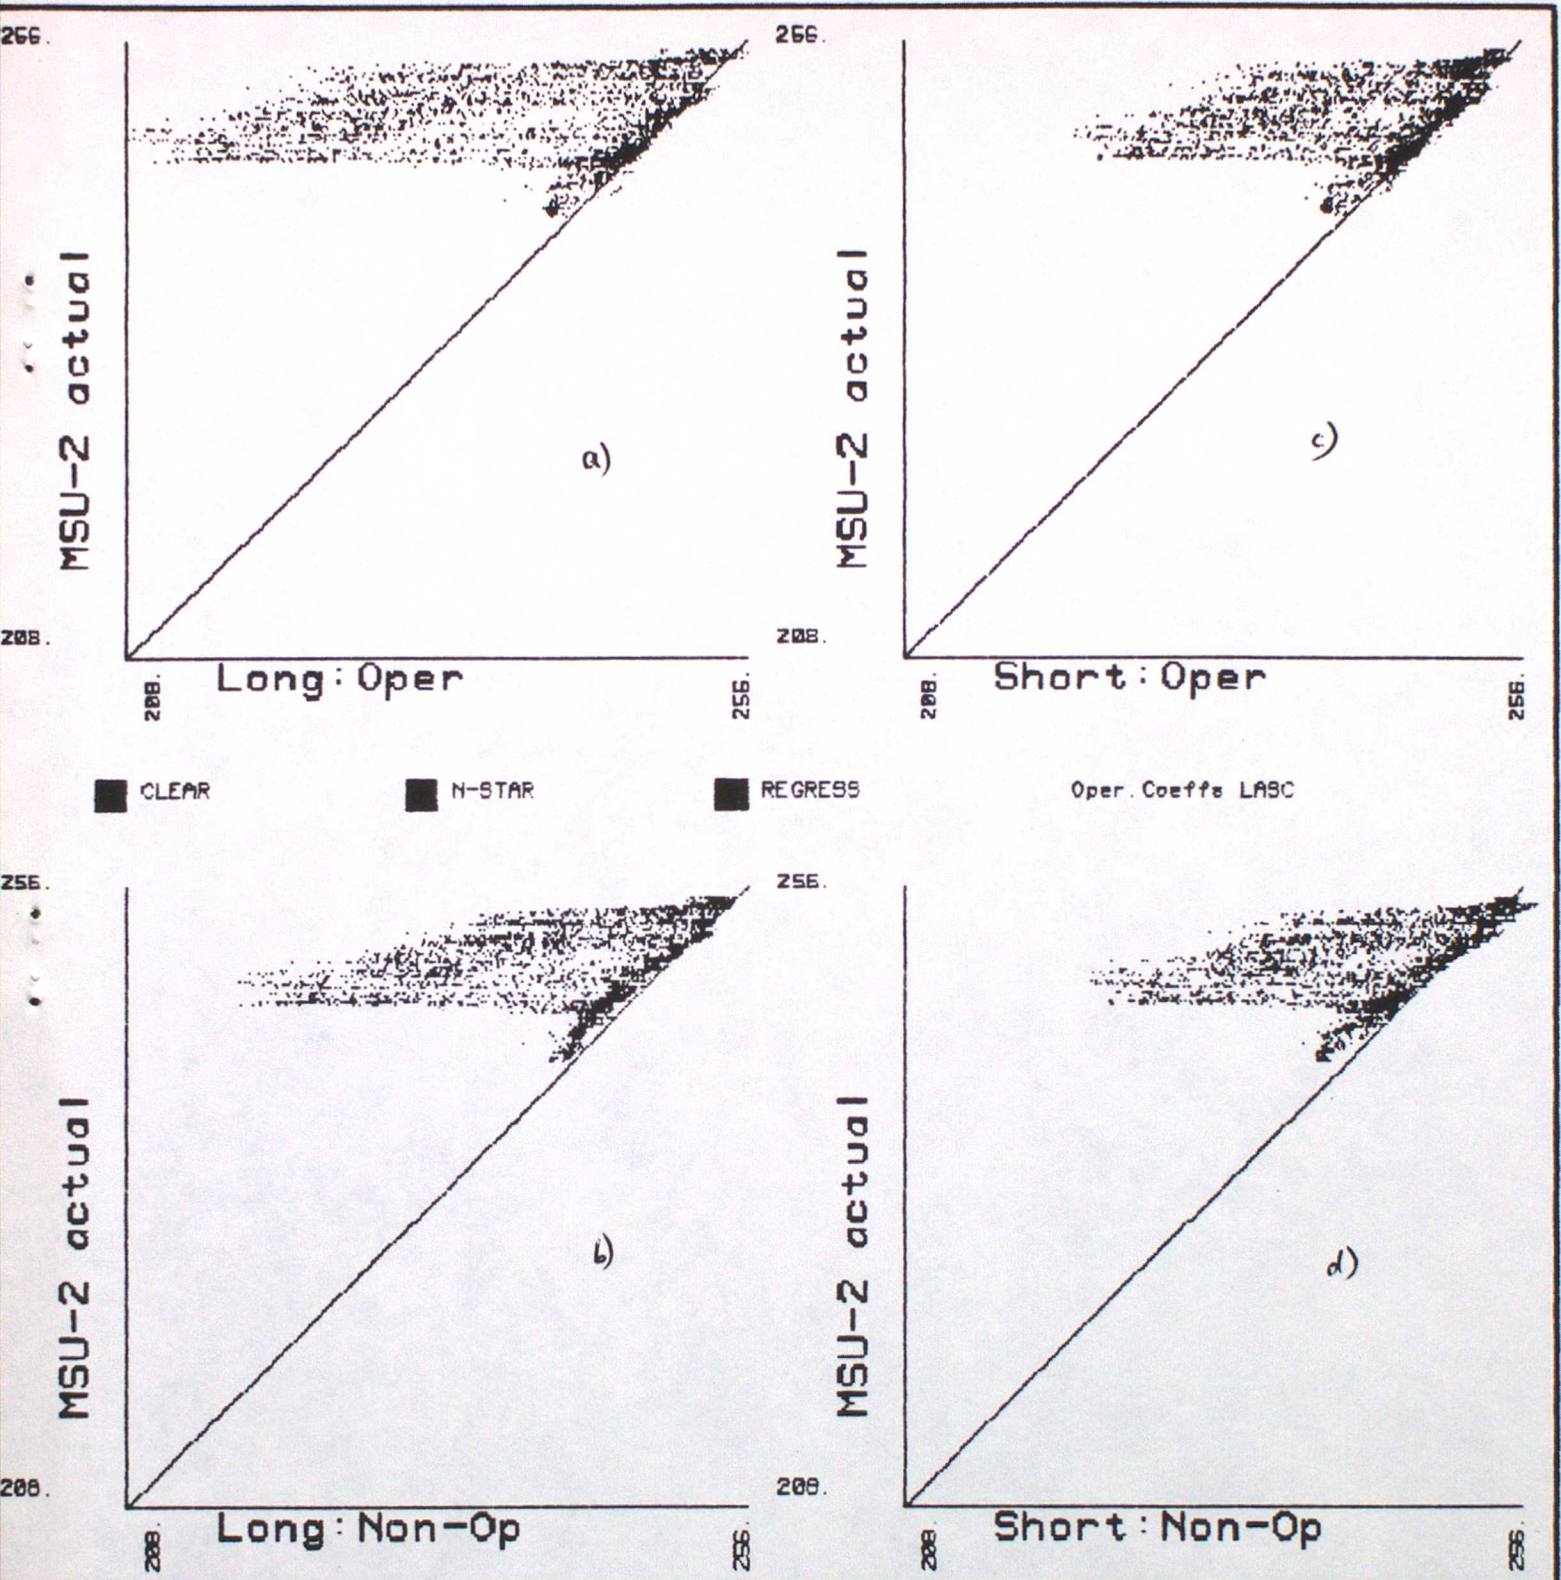 256.
MSU-2 actual
a)
208.
208.
Long:Oper
256.
256.
MSU-2 actual
c)
208.
208.
Short:Oper
256.
CLEAR
N-STAR
REGRESS
Oper.Coeffs LASC
256.
MSU-2 actual
b)
208.
208.
Long:Non-Op
256.
256.
MSU-2 actual
d)
208.
208.
Short:Non-Op
256.